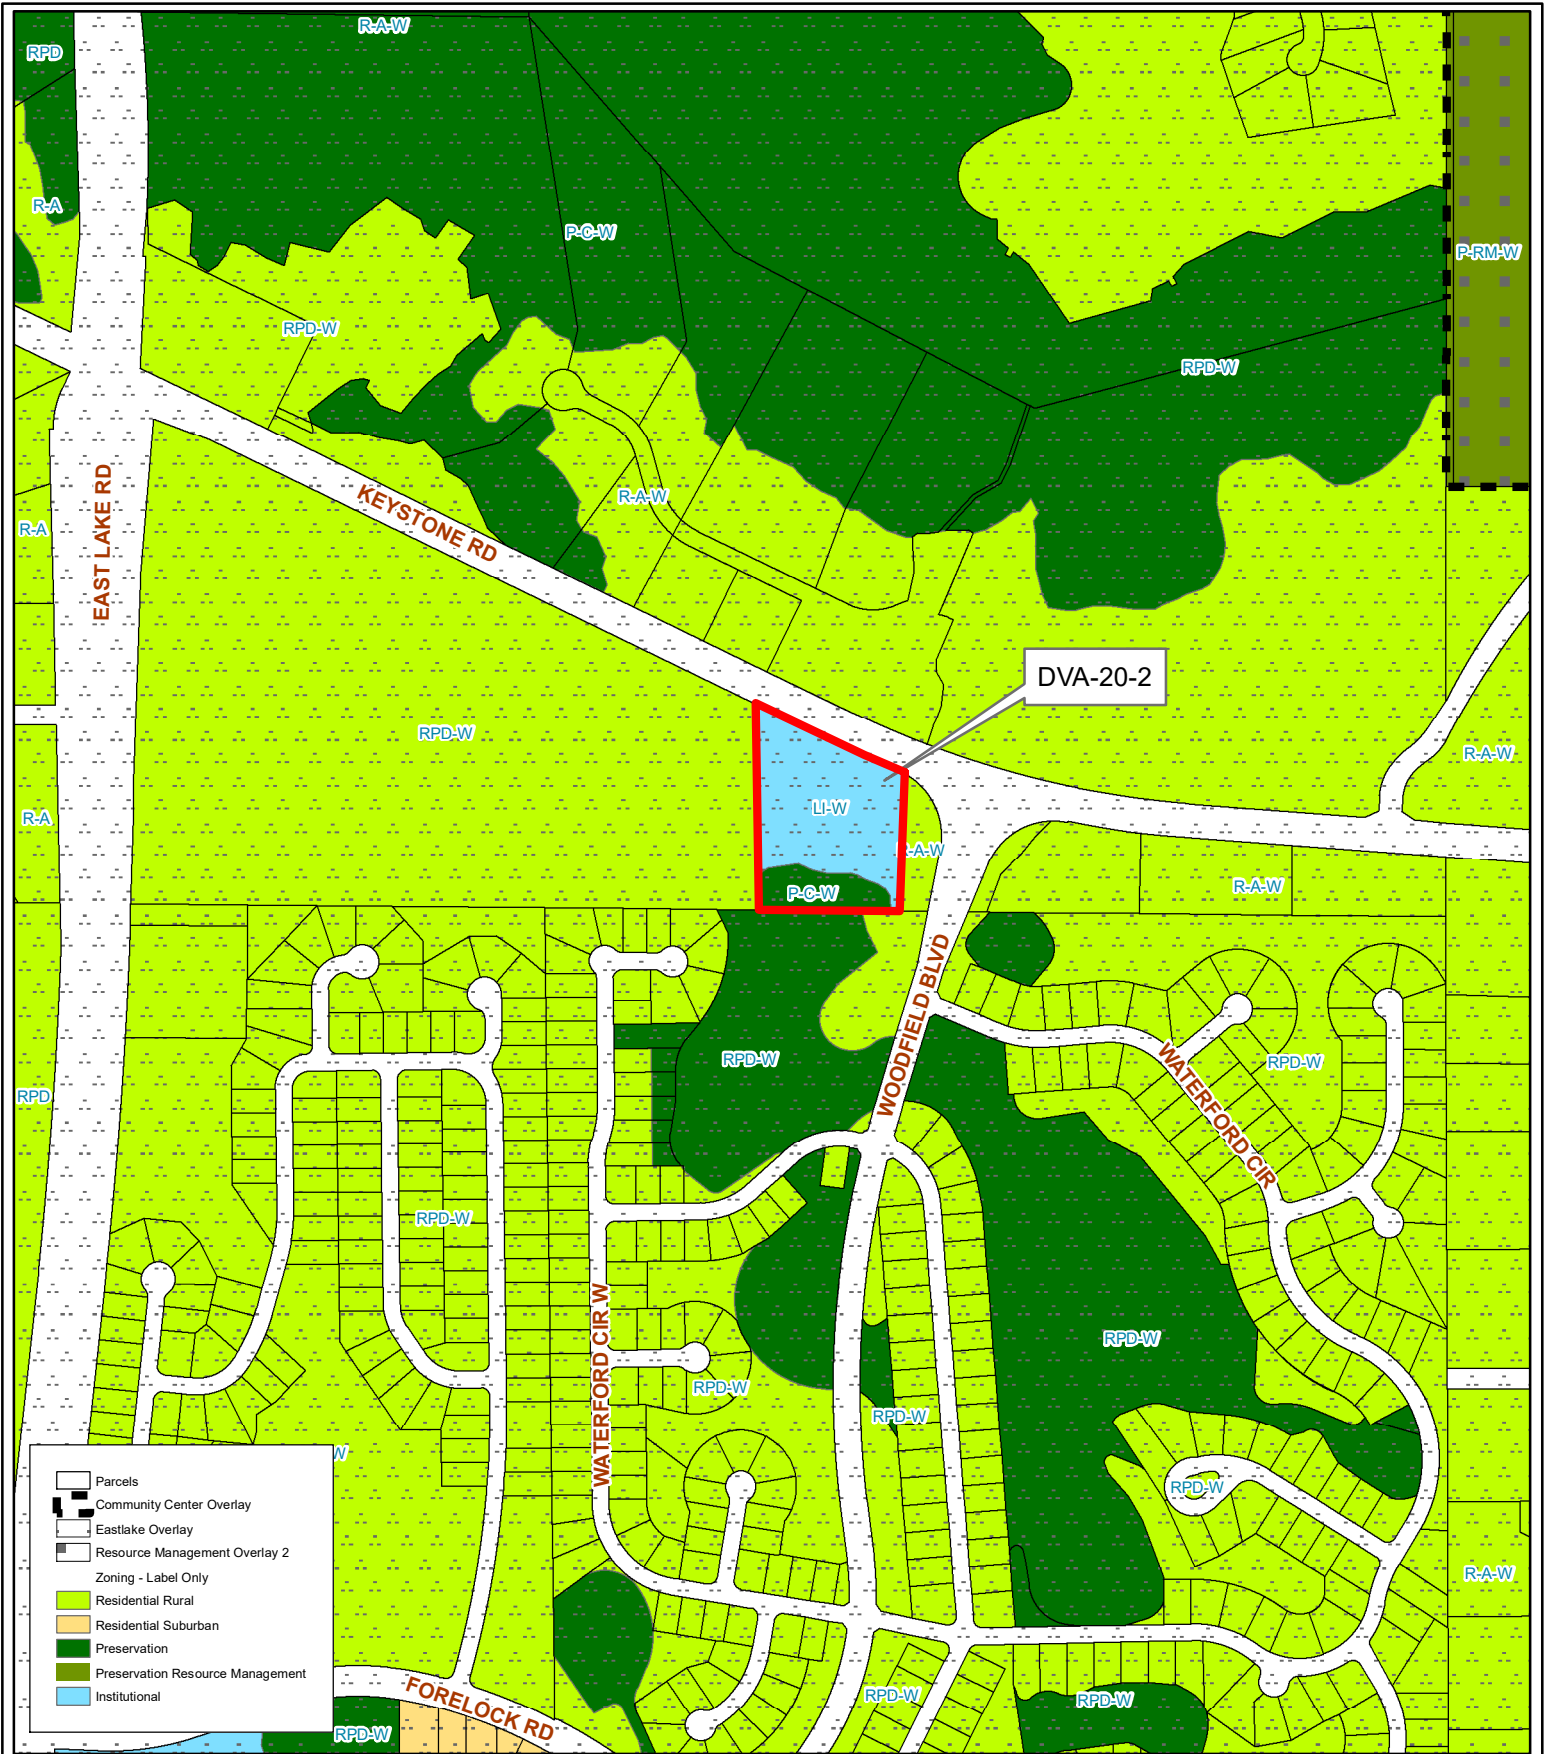 R-A-W
RPD
R-A
P-C-W
P-RM-W
RPD-W
RPD-W
R-A-W
KEYSTONE RD
EAST LAKE RD
R-A
DVA-20-2
RPD-W
R-A-W
LI-W
R-A
R-A-W
R-A-W
P-C-W
WOODFIELD BLVD
RPD-W
RPD-W
WATERFORD CIR
RPD
RPD-W
RPD-W
WATERFORD CIR W
RPD-W
RPD-W
W
RPD-W
R-A-W
RPD-W
RPD-W
FORELOCK RD
RPD-W
Parcels
Community Center Overlay
Eastlake Overlay
Resource Management Overlay 2
Zoning - Label Only
Residential Rural
Residential Suburban
Preservation
Preservation Resource Management
Institutional